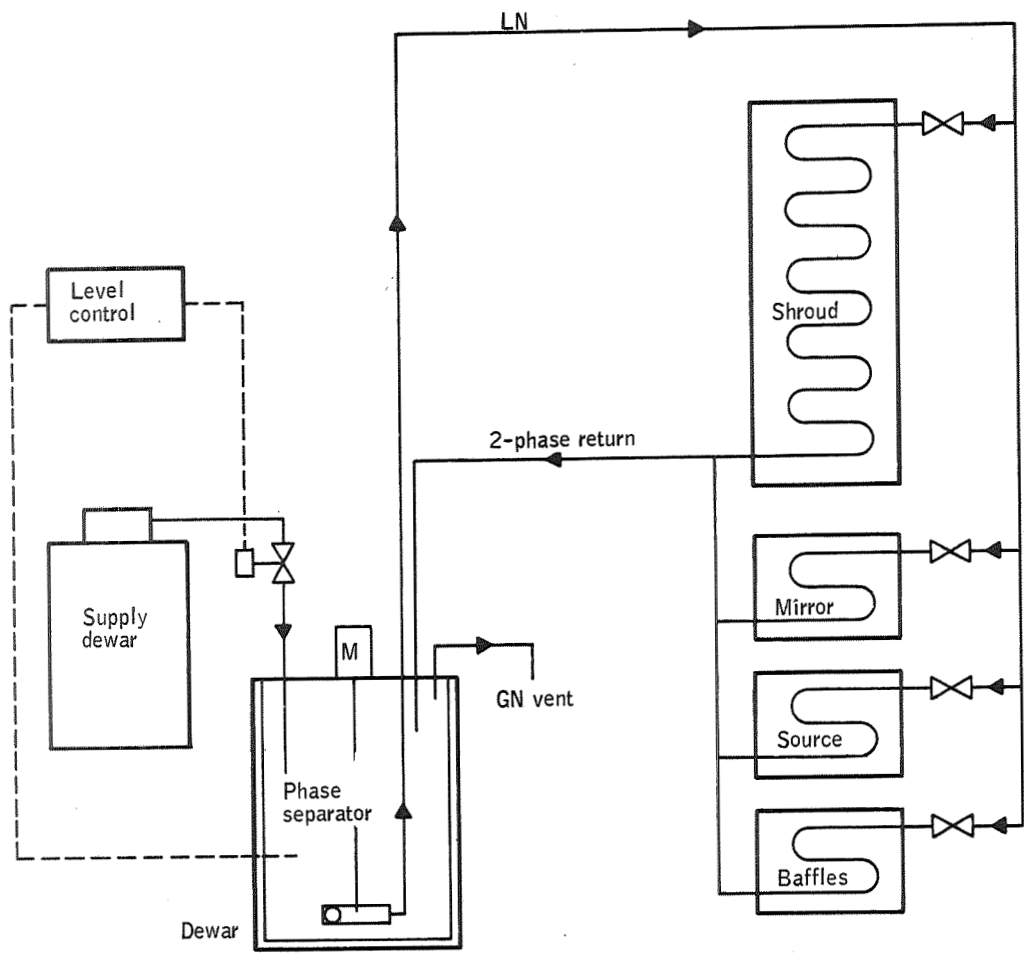 LN
Level
control
Shroud
2-phase return
Supply
dewar
Mirror
M
GN vent
Source
Phase
separator
Baffles
Dewar